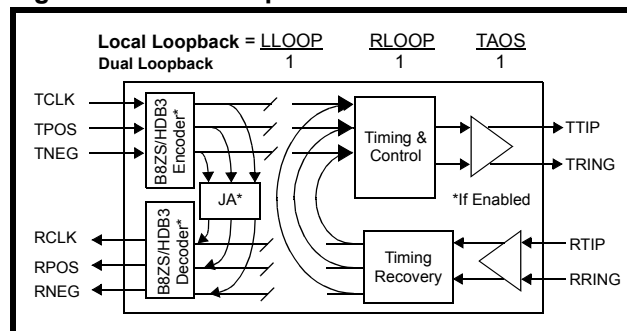 Local Loopback = LLOOP RLOOP TAOS
Dual Loopback 1 1 1
TCLK
TPOS
TNEG
B8ZS/HDB3
Encoder*
JA*
B8ZS/HDB3
Decoder*
RCLK
RPOS
RNEG
Timing &
Control
TTIP
TRING
*If Enabled
Timing
Recovery
RTIP
RRING